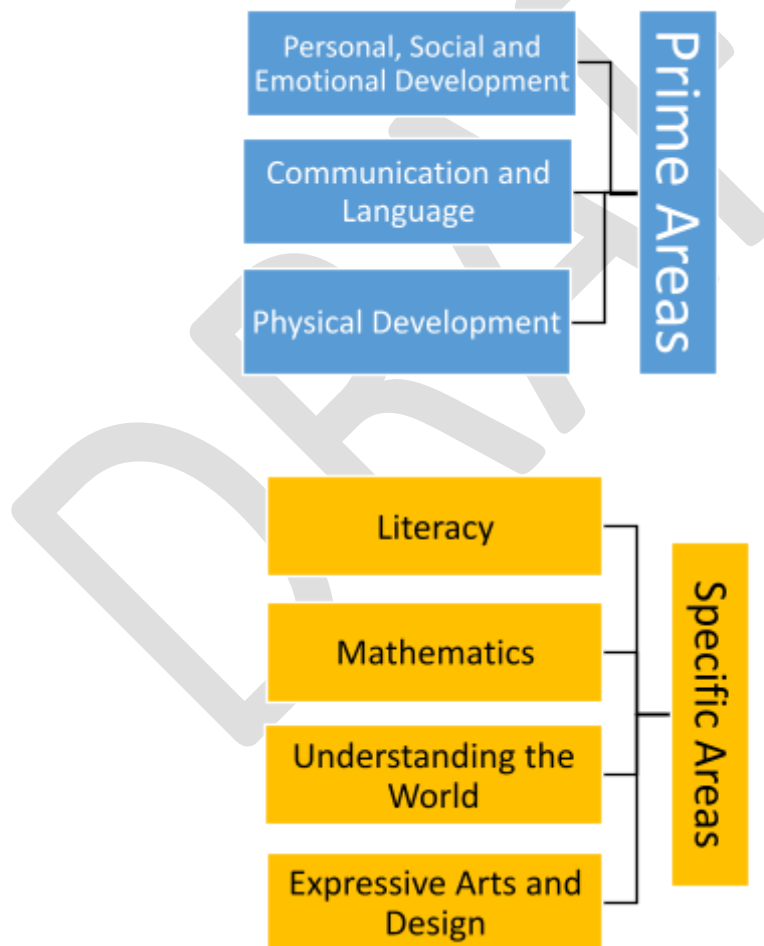 Personal, Social and
Emotional Development
Communication and
Language
Physical Development
Prime Areas
Literacy
Mathematics
Understanding the
World
Expressive Arts and
Design
Specific Areas
DRAFT